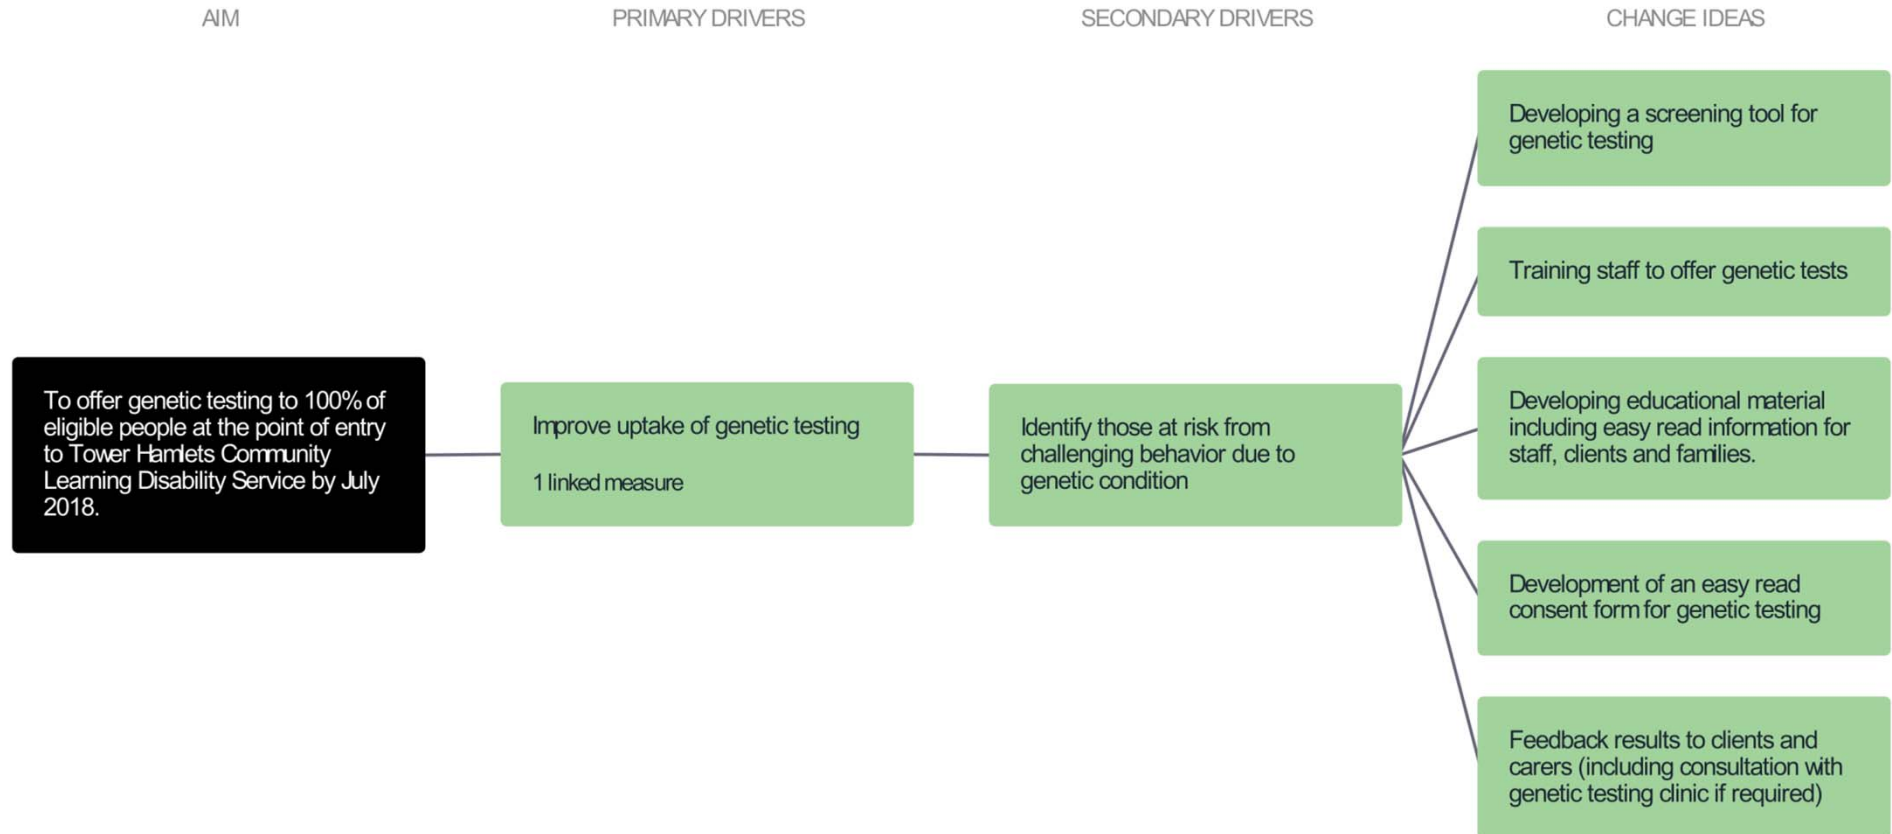 AIM
PRIMARY DRIVERS
SECONDARY DRIVERS
CHANGE IDEAS
To offer genetic testing to 100% of
eligible people at the point of entry
to Tower Hamlets Community
Learning Disability Service by July
2018.
Improve uptake of genetic testing
1 linked measure
Identify those at risk from
challenging behavior due to
genetic condition
Developing a screening tool for
genetic testing
Training staff to offer genetic tests
Developing educational material
including easy read information for
staff, clients and families.
Development of an easy read
consent form for genetic testing
Feedback results to clients and
carers (including consultation with
genetic testing clinic if required)